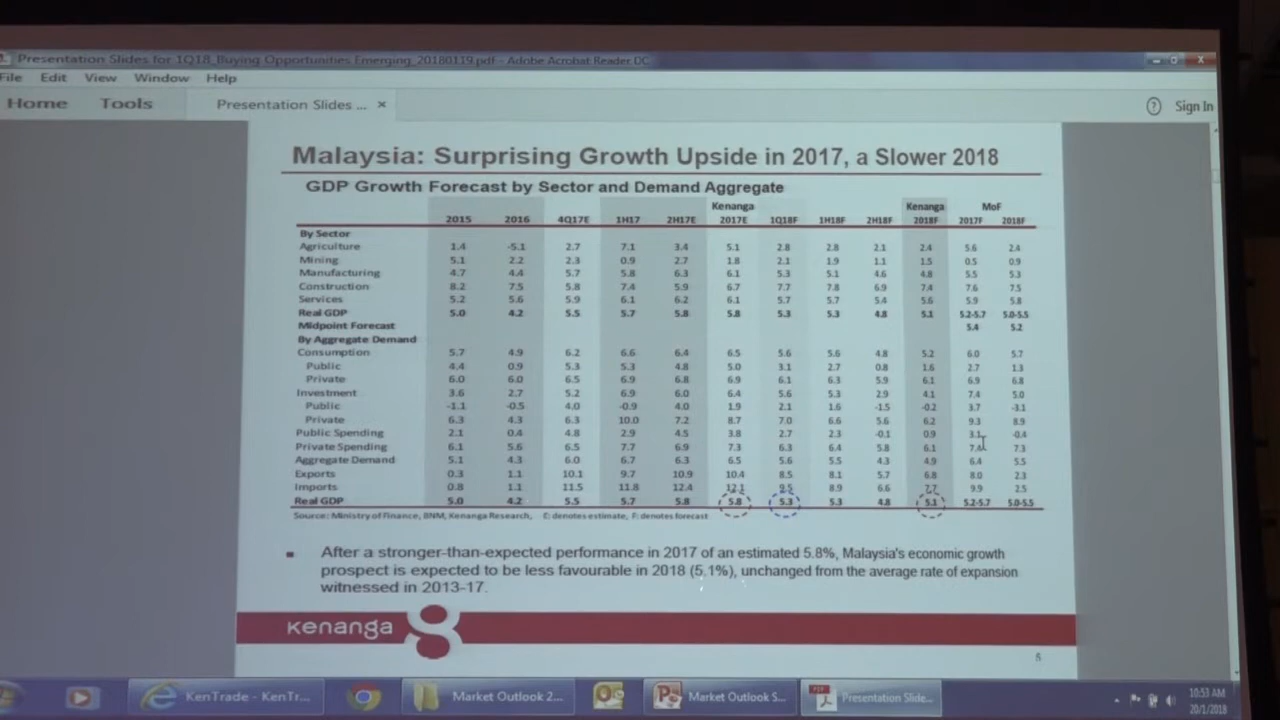 Presentation Slides for 1Q18_Buying Opportunities Emerging_20180119.pdf - Adobe Acrobat Reader DC
File Edit View Window Help
Home Tools Presentation Slides ... × ? Sign In
Malaysia: Surprising Growth Upside in 2017, a Slower 2018
GDP Growth Forecast by Sector and Demand Aggregate
Kenanga Kenanga MoF
2015 2016 4Q17E 1H17 2H17E 2017E 1Q18F 1H18F 2H18F 2018F 2017F 2018F
By Sector
Agriculture 1.4 -5.1 2.7 7.1 3.4 5.1 2.8 2.8 2.1 2.4 5.6 2.4
Mining 5.1 2.2 2.3 0.9 2.7 1.8 2.1 1.9 1.1 1.5 0.5 0.9
Manufacturing 4.7 4.4 5.7 5.8 6.3 6.1 5.3 5.1 4.6 4.8 5.5 5.3
Construction 8.2 7.5 5.8 7.4 5.9 6.7 7.7 7.8 6.9 7.4 7.6 7.5
Services 5.2 5.6 5.9 6.1 6.2 6.1 5.7 5.7 5.4 5.6 5.9 5.8
Real GDP 5.0 4.2 5.5 5.7 5.8 5.8 5.3 5.3 4.8 5.1 5.2-5.7 5.0-5.5
Midpoint Forecast 5.4 5.2
By Aggregate Demand
Consumption 5.7 4.9 6.2 6.6 6.4 6.5 5.6 5.6 4.8 5.2 6.0 5.7
Public 4.4 0.9 5.3 5.3 4.8 5.0 3.1 2.7 0.8 1.6 2.7 1.3
Private 6.0 6.0 6.5 6.9 6.8 6.9 6.1 6.3 5.9 6.1 6.9 6.8
Investment 3.6 2.7 5.2 6.9 6.0 6.4 5.6 5.3 2.9 4.1 7.4 5.0
Public -1.1 -0.5 4.0 -0.9 4.0 1.9 2.1 1.6 -1.5 -0.2 3.7 -3.1
Private 6.3 4.3 6.3 10.0 7.2 8.7 7.0 6.6 5.6 6.2 9.3 8.9
Public Spending 2.1 0.4 4.8 2.9 4.5 3.8 2.7 2.3 -0.1 0.9 3.1 -0.4
Private Spending 6.1 5.6 6.5 7.7 6.9 7.3 6.3 6.4 5.8 6.1 7.4 7.3
Aggregate Demand 5.1 4.3 6.0 6.7 6.3 6.5 5.6 5.5 4.3 4.9 6.4 5.5
Exports 0.3 1.1 10.1 9.7 10.9 10.4 8.5 8.1 5.7 6.8 8.0 2.3
Imports 0.8 1.1 11.5 11.8 12.4 12.1 9.5 8.9 6.6 7.7 9.9 2.5
Real GDP 5.0 4.2 5.5 5.7 5.8 5.8 5.3 5.3 4.8 5.1 5.2-5.7 5.0-5.5
Source: Ministry of Finance, BNM, Kenanga Research, E: denotes estimate, F: denotes forecast
▪ After a stronger-than-expected performance in 2017 of an estimated 5.8%, Malaysia's economic growth
prospect is expected to be less favourable in 2018 (5.1%), unchanged from the average rate of expansion
witnessed in 2013-17.
kenanga
5
KenTrade - KenTr... Market Outlook 2... Market Outlook S... Presentation Slide...
10:53 AM
20/1/2018